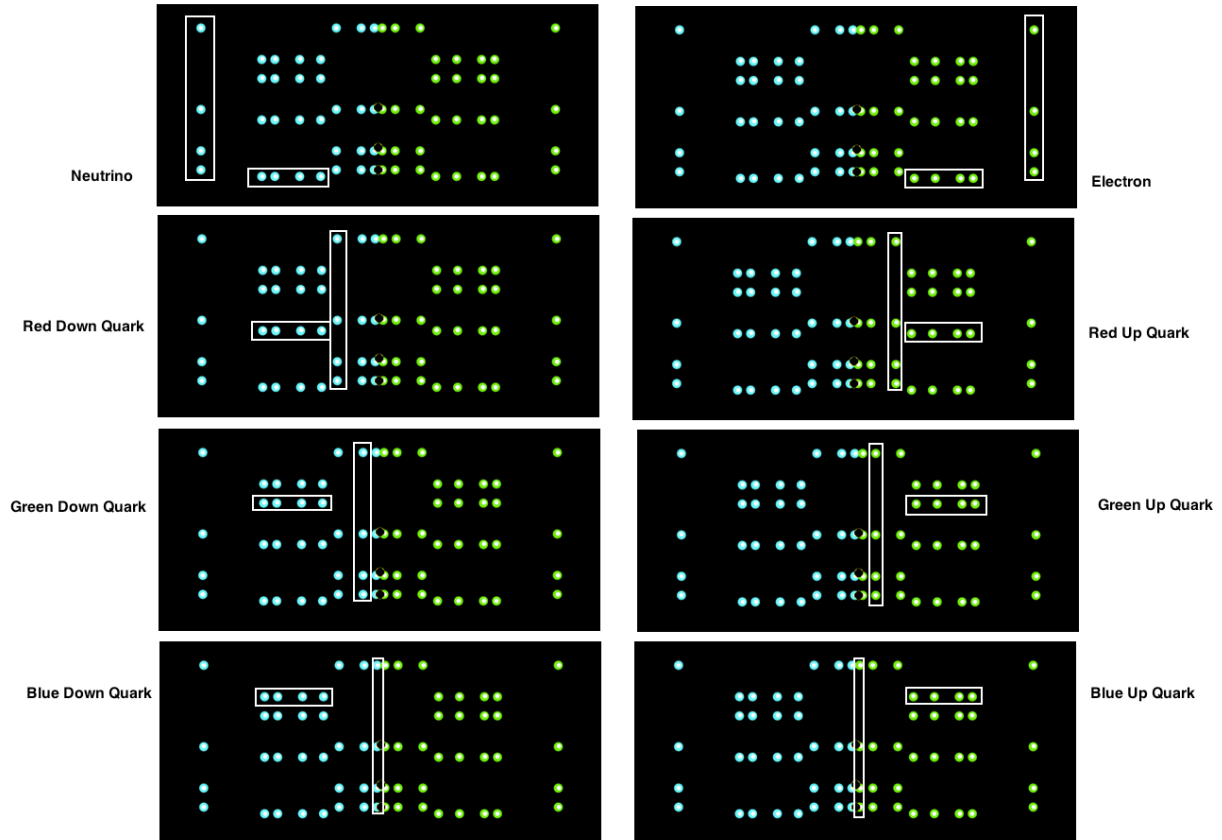 Neutrino
Electron
Red Down Quark
Red Up Quark
Green Down Quark
Green Up Quark
Blue Down Quark
Blue Up Quark